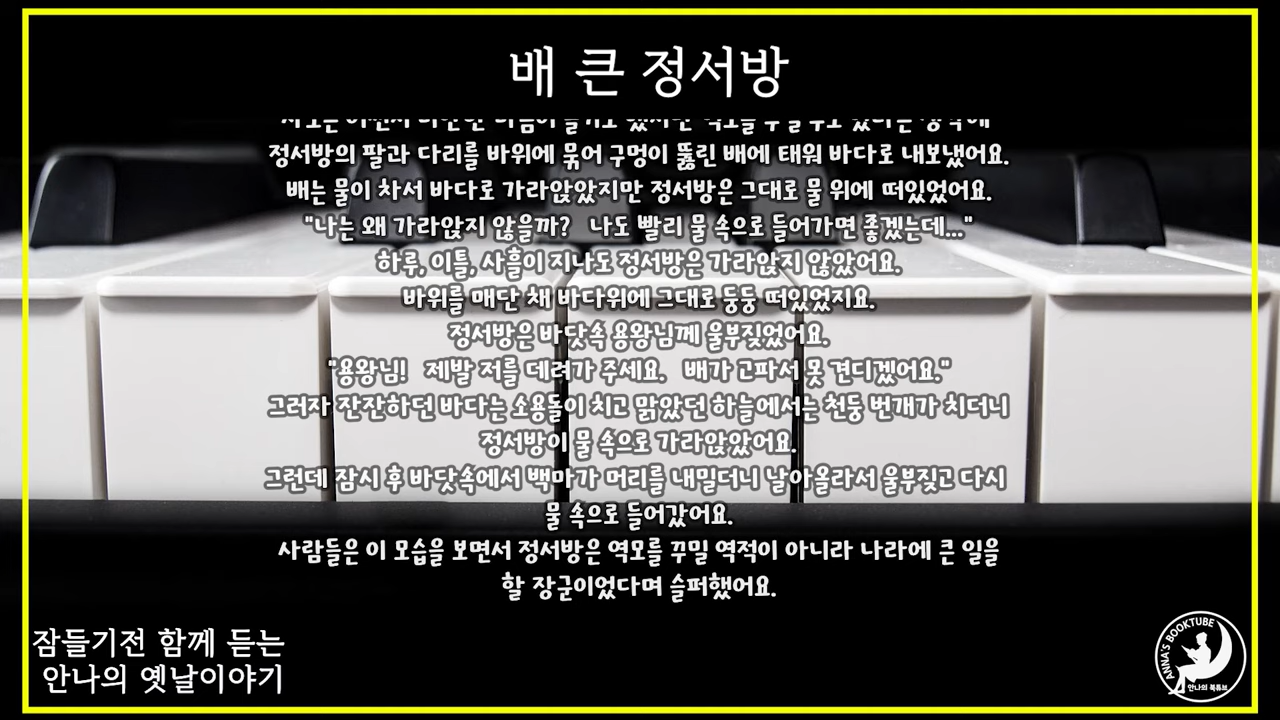 배 큰 정서방
정서방의 팔과 다리를 바위에 묶어 구멍이 뚫린 배에 태워 바다로 내보냈어요.
배는 물이 차서 바다로 가라앉았지만 정서방은 그대로 물 위에 떠있었어요.
"나는 왜 가라앉지 않을까? 나도 빨리 물 속으로 들어가면 좋겠는데..."
하루, 이틀, 사흘이 지나도 정서방은 가라앉지 않았어요.
바위를 매단 채 바다위에 그대로 둥둥 떠있었지요.
정서방은 바닷속 용왕님께 울부짖었어요.
"용왕님! 제발 저를 데려가 주세요. 배가 고파서 못 견디겠어요."
그러자 잔잔하던 바다는 소용돌이 치고 맑았던 하늘에서는 천둥 번개가 치더니
정서방이 물 속으로 가라앉았어요.
그런데 잠시 후 바닷속에서 백마가 머리를 내밀더니 날아올라서 울부짖고 다시
물 속으로 들어갔어요.
사람들은 이 모습을 보면서 정서방은 역모를 꾸밀 역적이 아니라 나라에 큰 일을
할 장군이었다며 슬퍼했어요.
잠들기전 함께 듣는
안나의 옛날이야기
ANNA'S BOOKTUBE
안나의 북튜브